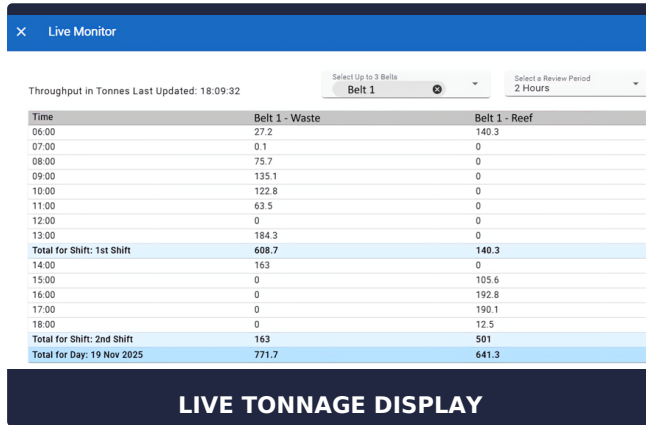 × Live Monitor
Select Up to 3 Belts
Select a Review Period
Throughput in Tonnes Last Updated: 18:09:32
Belt 1
2 Hours
Time Belt 1 - Waste Belt 1 - Reef
06:00 27.2 140.3
07:00 0.1 0
08:00 75.7 0
09:00 135.1 0
10:00 122.8 0
11:00 63.5 0
12:00 0 0
13:00 184.3 0
Total for Shift: 1st Shift 608.7 140.3
14:00 163 0
15:00 0 105.6
16:00 0 192.8
17:00 0 190.1
18:00 0 12.5
Total for Shift: 2nd Shift 163 501
Total for Day: 19 Nov 2025 771.7 641.3
LIVE TONNAGE DISPLAY